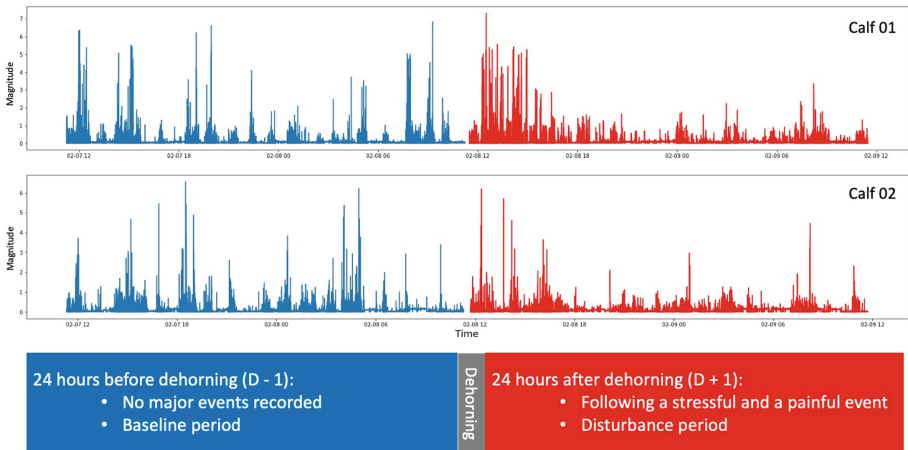 Calf 01
Magnitude
7
6
5
4
3
2
1
0
02-07 12 02-07 18 02-08 00 02-08 06 02-08 12 02-08 18 02-09 00 02-09 06 02-09 12
Calf 02
Magnitude
6
5
4
3
2
1
0
02-07 12 02-07 18 02-08 00 02-08 06 02-08 12 02-08 18 02-09 00 02-09 06 02-09 12
Time
24 hours before dehorning (D - 1):
• No major events recorded
• Baseline period
Dehorning
24 hours after dehorning (D + 1):
• Following a stressful and a painful event
• Disturbance period